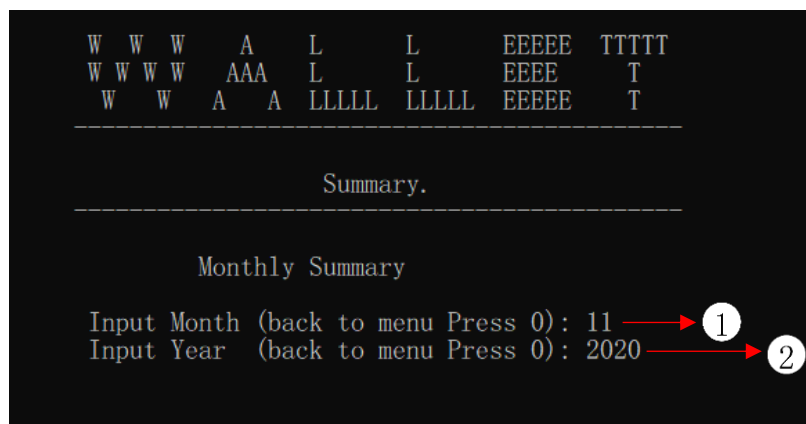 W  W  W     A     L      L      EEEEE  TTTTT
W W W W    AAA    L      L      EEEE     T
 W   W    A   A  LLLLL  LLLLL  EEEEE    T
--------------------------------------------
Summary.
--------------------------------------------
Monthly Summary
Input Month (back to menu Press 0): 11 1
Input Year  (back to menu Press 0): 2020 2